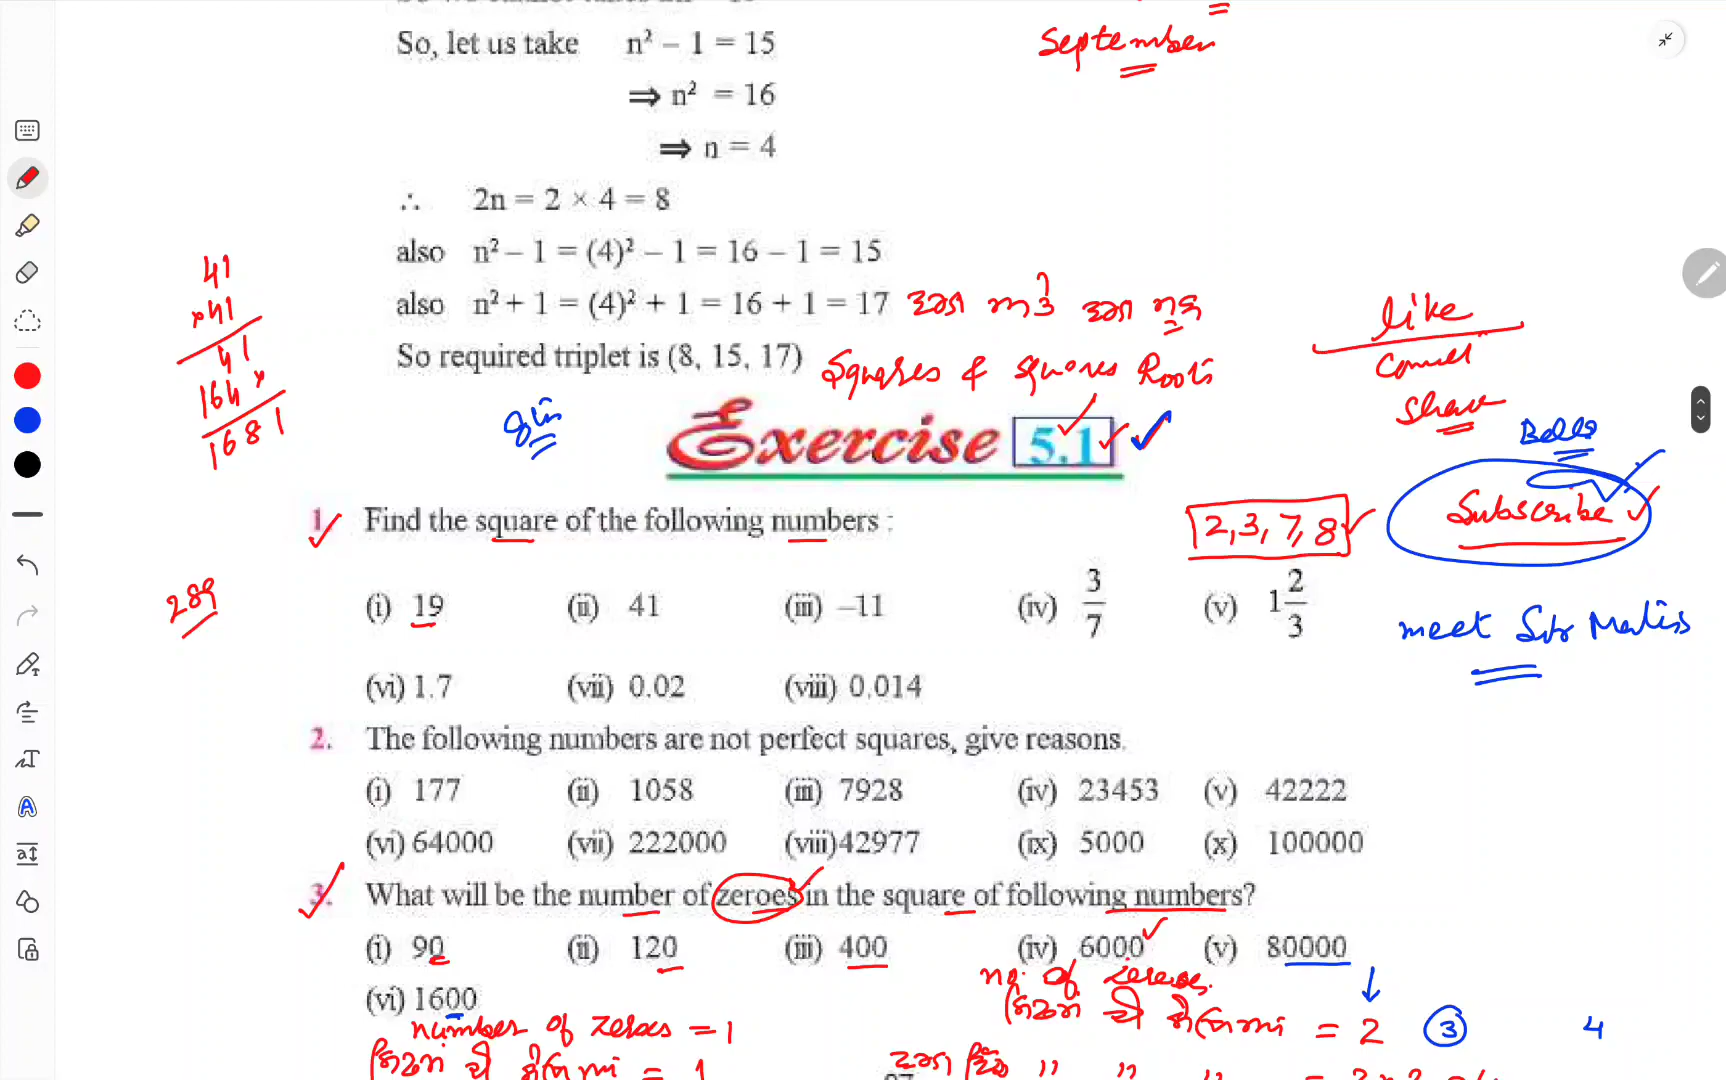 So, let us take n² – 1 = 15
September
⇒ n² = 16
⇒ n = 4
∴ 2n = 2 × 4 = 8
also n² – 1 = (4)² – 1 = 16 – 1 = 15
also n² + 1 = (4)² + 1 = 16 + 1 = 17
So required triplet is (8, 15, 17)
Squares & squares Roots
41
×41
41
164×
1681
like
Share
Bells
Subscribe
Exercise 5.1
2, 3, 7, 8
1. Find the square of the following numbers :
289
(i) 19 (ii) 41 (iii) –11 (iv) 3/7 (v) 1 2/3
meet
(vi) 1.7 (vii) 0.02 (viii) 0.014
2. The following numbers are not perfect squares, give reasons.
(i) 177 (ii) 1058 (iii) 7928 (iv) 23453 (v) 42222
(vi) 64000 (vii) 222000 (viii) 42977 (ix) 5000 (x) 100000
3. What will be the number of zeroes in the square of following numbers?
(i) 90 (ii) 120 (iii) 400 (iv) 6000 (v) 80000
(vi) 1600
no. of zeroes
= 2 3 4
number of zeroes = 1
= 1